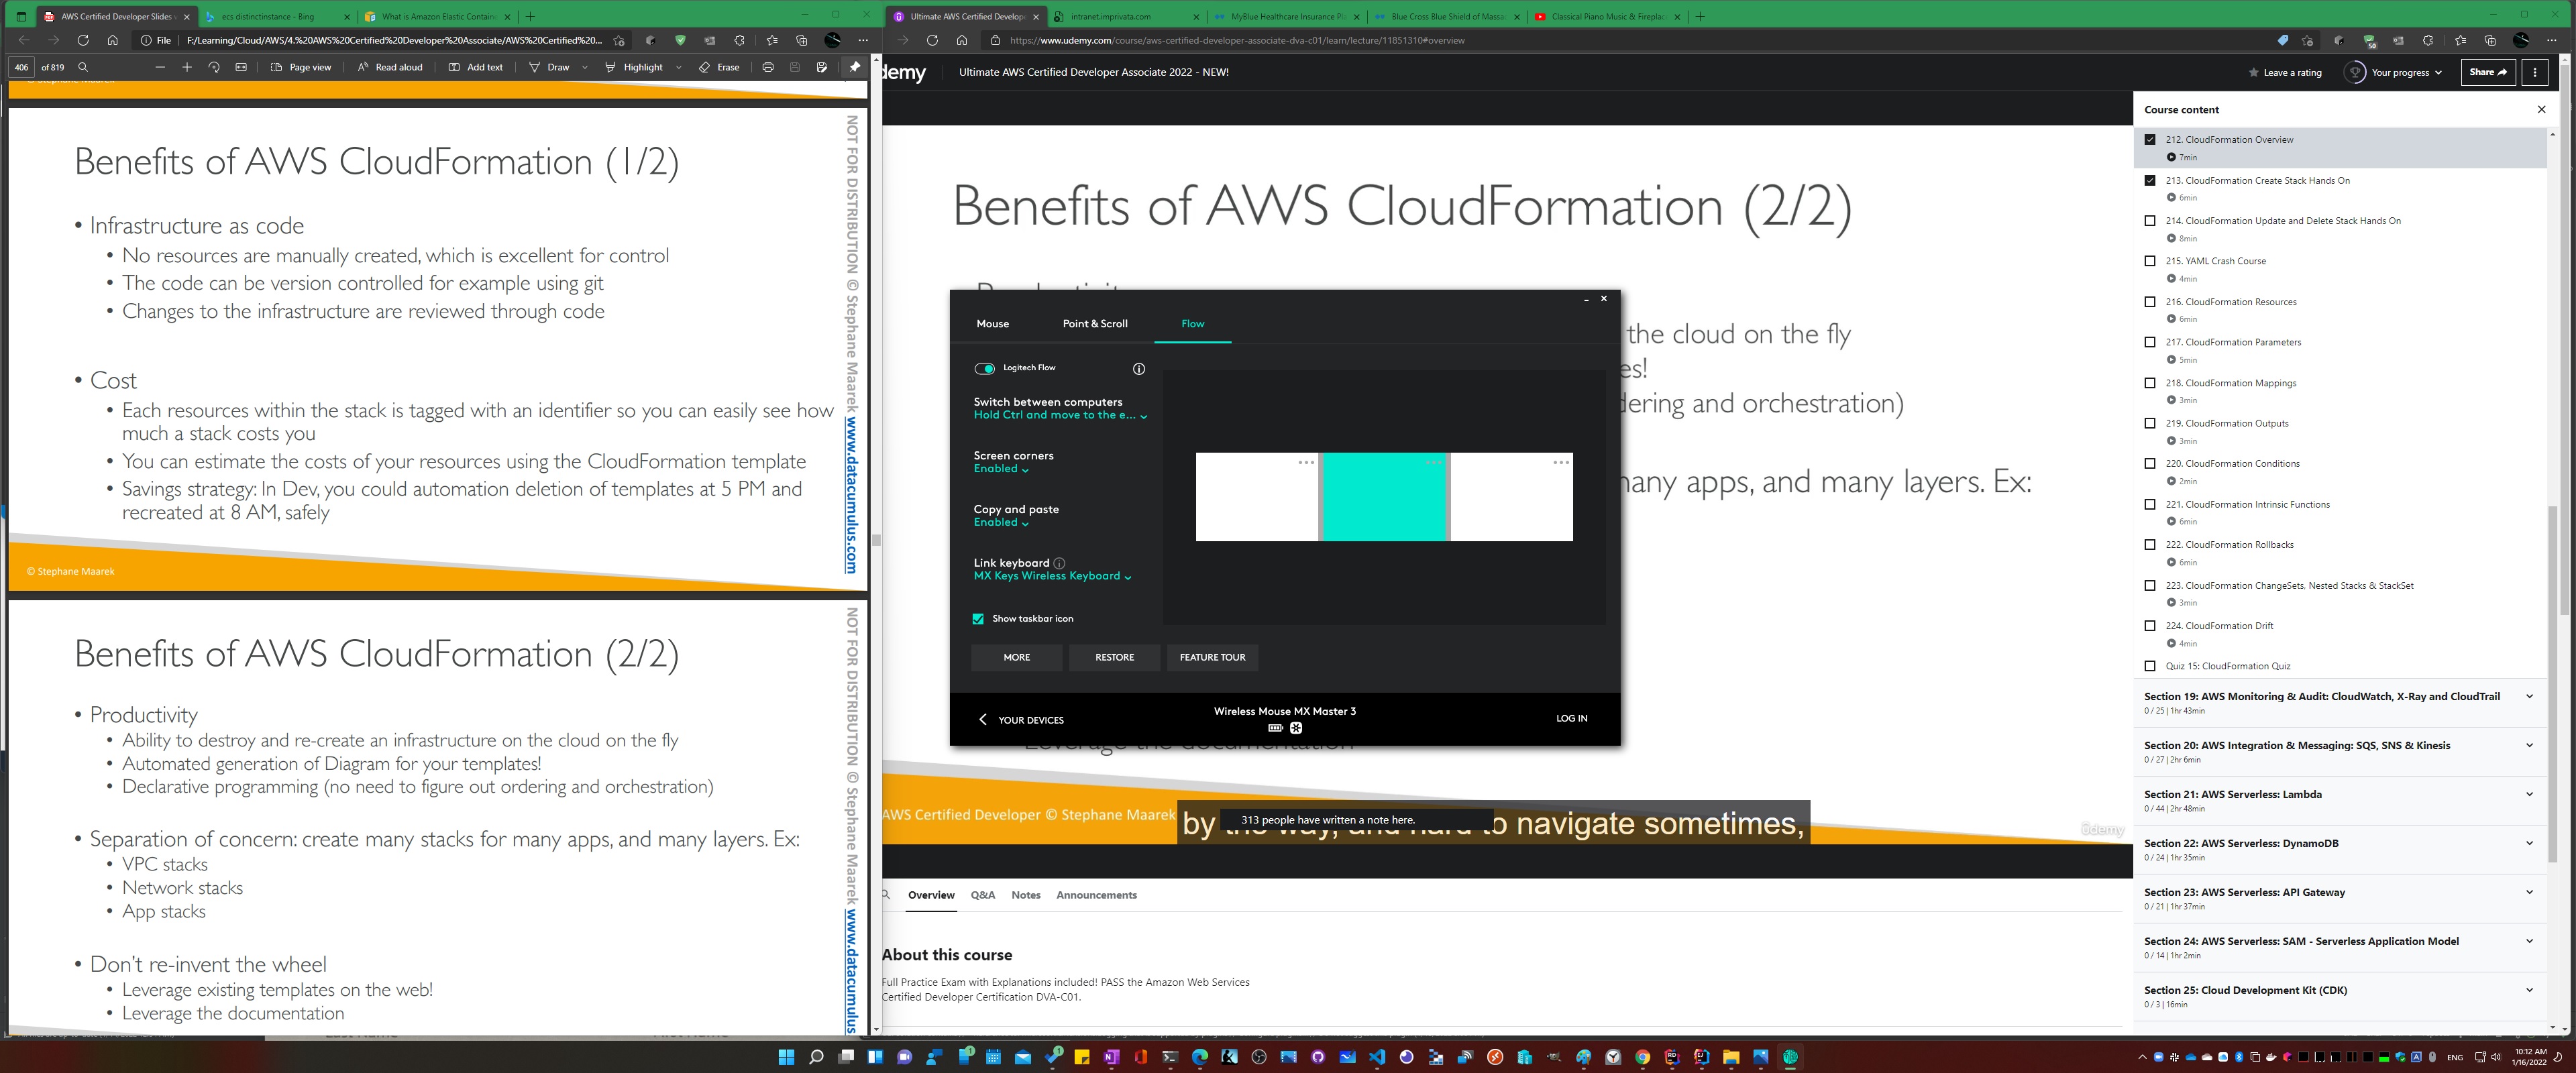 AWS Certified Developer Slides v
ecs distinctinstance - Bing
What is Amazon Elastic Contain
File
F:/Learning/Cloud/AWS/4.%20AWS%20Certified%20Developer%20Associate/AWS%20Certified%20...
406 of 819
Page view
Read aloud
Add text
Draw
Highlight
Erase
Benefits of AWS CloudFormation (1/2)
• Infrastructure as code
• No resources are manually created, which is excellent for control
• The code can be version controlled for example using git
• Changes to the infrastructure are reviewed through code
• Cost
• Each resources within the stack is tagged with an identifier so you can easily see how
much a stack costs you
• You can estimate the costs of your resources using the CloudFormation template
• Savings strategy: In Dev, you could automation deletion of templates at 5 PM and
recreated at 8 AM, safely
© Stephane Maarek
NOT FOR DISTRIBUTION © Stephane Maarek www.datacumulus.com
Benefits of AWS CloudFormation (2/2)
• Productivity
• Ability to destroy and re-create an infrastructure on the cloud on the fly
• Automated generation of Diagram for your templates!
• Declarative programming (no need to figure out ordering and orchestration)
• Separation of concern: create many stacks for many apps, and many layers. Ex:
• VPC stacks
• Network stacks
• App stacks
• Don't re-invent the wheel
• Leverage existing templates on the web!
• Leverage the documentation
NOT FOR DISTRIBUTION © Stephane Maarek www.datacumulus
Ultimate AWS Certified Develope
intranet.imprivata.com
MyBlue Healthcare Insurance Pl
Blue Cross Blue Shield of Massa
Classical Piano Music & Fireplac
https://www.udemy.com/course/aws-certified-developer-associate-dva-c01/learn/lecture/11851310#overview
demy
Ultimate AWS Certified Developer Associate 2022 - NEW!
Leave a rating
Your progress
Share
Benefits of AWS CloudFormation (2/2)
the cloud on the fly
es!
dering and orchestration)
many apps, and many layers. Ex:
Leverage the documentation
Mouse
Point & Scroll
Flow
Logitech Flow
Switch between computers
Hold Ctrl and move to the e...
Screen corners
Enabled
Copy and paste
Enabled
Link keyboard
MX Keys Wireless Keyboard
Show taskbar icon
MORE
RESTORE
FEATURE TOUR
YOUR DEVICES
Wireless Mouse MX Master 3
LOG IN
AWS Certified Developer © Stephane Maarek
313 people have written a note here.
by the way, and hard to navigate sometimes,
ûdemy
Overview
Q&A
Notes
Announcements
About this course
Full Practice Exam with Explanations included! PASS the Amazon Web Services
Certified Developer Certification DVA-C01.
Course content
212. CloudFormation Overview
7min
213. CloudFormation Create Stack Hands On
6min
214. CloudFormation Update and Delete Stack Hands On
8min
215. YAML Crash Course
4min
216. CloudFormation Resources
6min
217. CloudFormation Parameters
5min
218. CloudFormation Mappings
3min
219. CloudFormation Outputs
3min
220. CloudFormation Conditions
2min
221. CloudFormation Intrinsic Functions
6min
222. CloudFormation Rollbacks
6min
223. CloudFormation ChangeSets, Nested Stacks & StackSet
3min
224. CloudFormation Drift
4min
Quiz 15: CloudFormation Quiz
Section 19: AWS Monitoring & Audit: CloudWatch, X-Ray and CloudTrail
0 / 25 | 1hr 43min
Section 20: AWS Integration & Messaging: SQS, SNS & Kinesis
0 / 27 | 2hr 6min
Section 21: AWS Serverless: Lambda
0 / 44 | 2hr 48min
Section 22: AWS Serverless: DynamoDB
0 / 24 | 1hr 35min
Section 23: AWS Serverless: API Gateway
0 / 21 | 1hr 37min
Section 24: AWS Serverless: SAM - Serverless Application Model
0 / 14 | 1hr 2min
Section 25: Cloud Development Kit (CDK)
0 / 3 | 16min
ENG
10:12 AM
1/16/2022